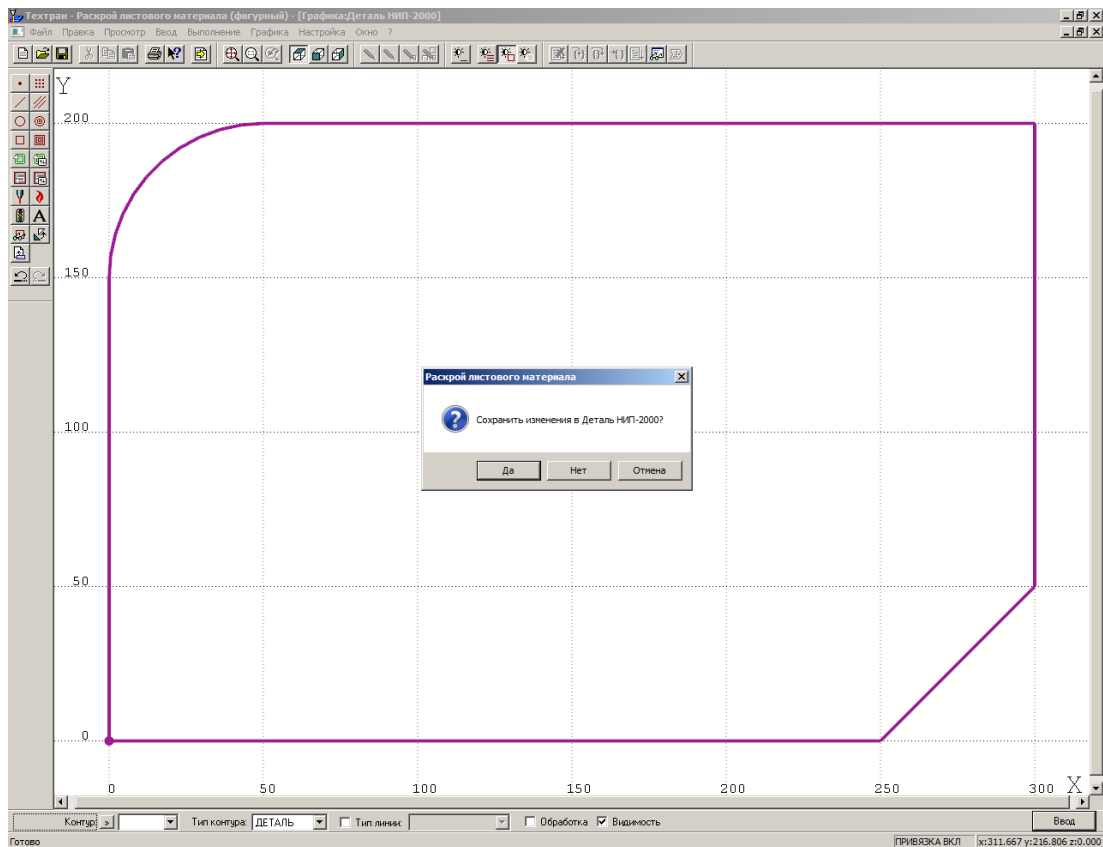 Техтран - Раскрой листового материала (фигурный) - [Графика:Деталь НИП-2000]
Файл Правка Просмотр Ввод Выполнение Графика Настройка Окно ?
Y
200
150
Раскрой листового материала
Сохранить изменения в Деталь НИП-2000?
100
Да Нет Отмена
50
0
0 50 100 150 200 250 300 X
Контур: » Тип контура: ДЕТАЛЬ Тип линии: Обработка Видимость Ввод
Готово ПРИВЯЗКА ВКЛ x:311.667 y:216.806 z:0.000